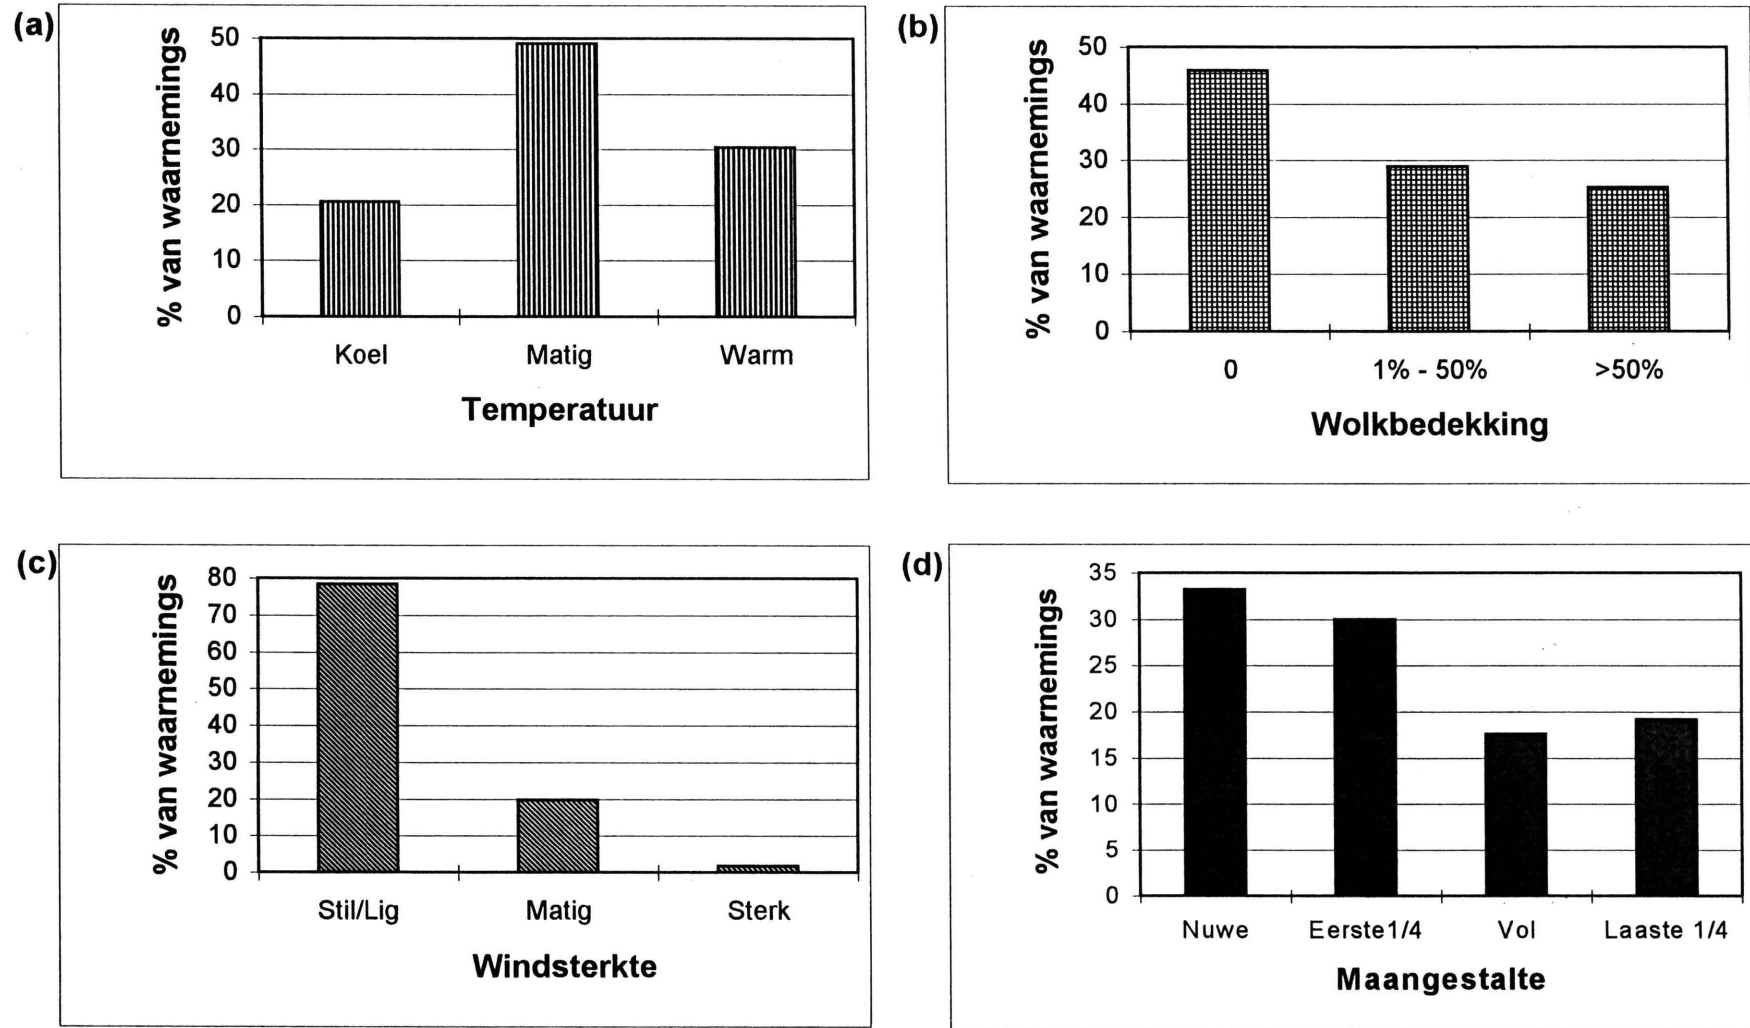 (a)
% van waarnemings
50
40
30
20
10
0
Koel Matig Warm
Temperatuur
(b)
% van waarnemings
50
40
30
20
10
0
0 1% - 50% >50%
Wolkbedekking
(c)
% van waarnemings
80
70
60
50
40
30
20
10
0
Stil/Lig Matig Sterk
Windsterkte
(d)
% van waarnemings
35
30
25
20
15
10
5
0
Nuwe Eerste1/4 Vol Laaste 1/4
Maangestalte